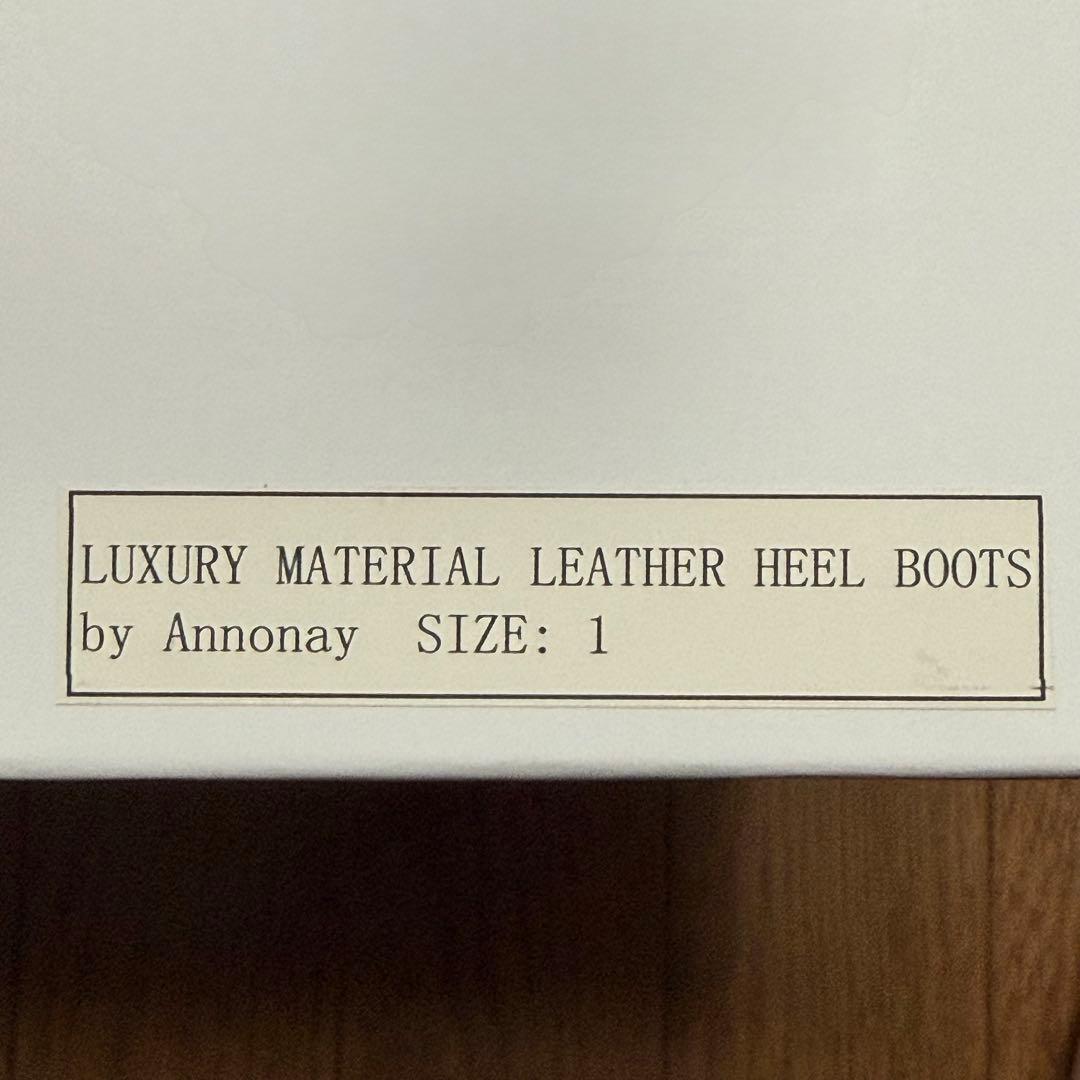 LUXURY MATERIAL LEATHER HEEL BOOTS
by Annonay SIZE: 1